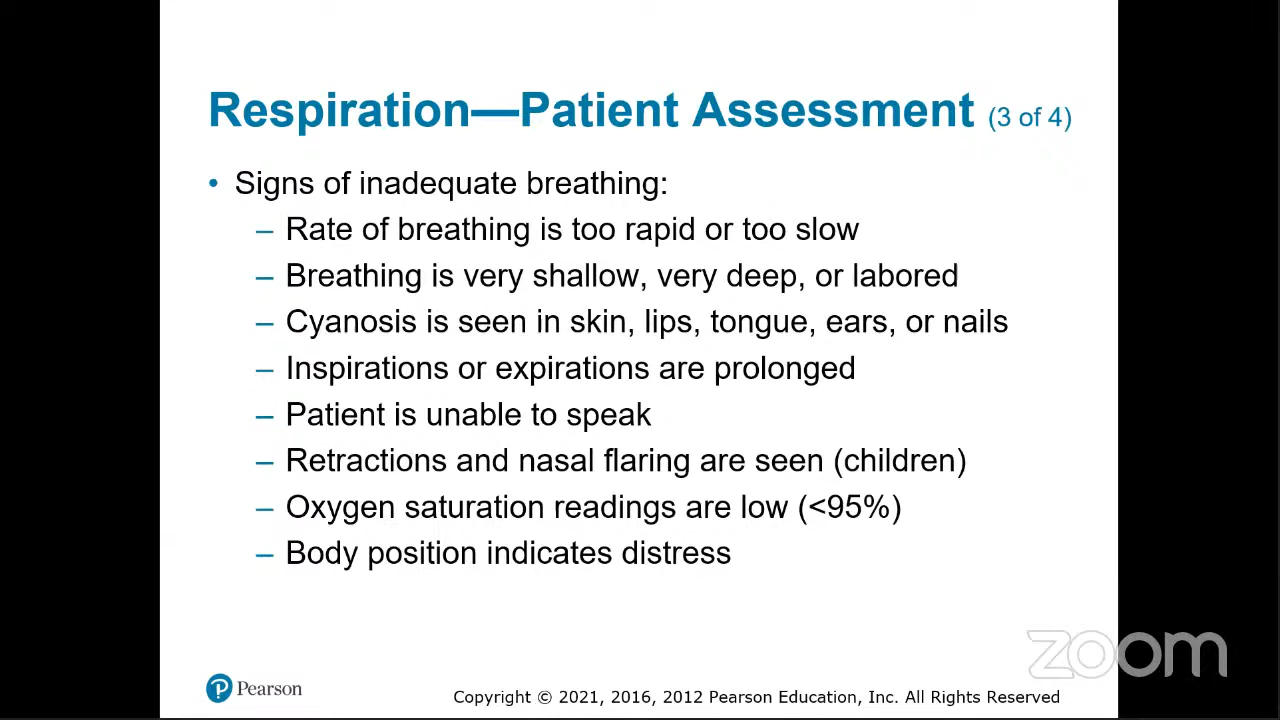 Respiration—Patient Assessment (3 of 4)
• Signs of inadequate breathing:
– Rate of breathing is too rapid or too slow
– Breathing is very shallow, very deep, or labored
– Cyanosis is seen in skin, lips, tongue, ears, or nails
– Inspirations or expirations are prolonged
– Patient is unable to speak
– Retractions and nasal flaring are seen (children)
– Oxygen saturation readings are low (<95%)
– Body position indicates distress
zoom
P Pearson
Copyright © 2021, 2016, 2012 Pearson Education, Inc. All Rights Reserved